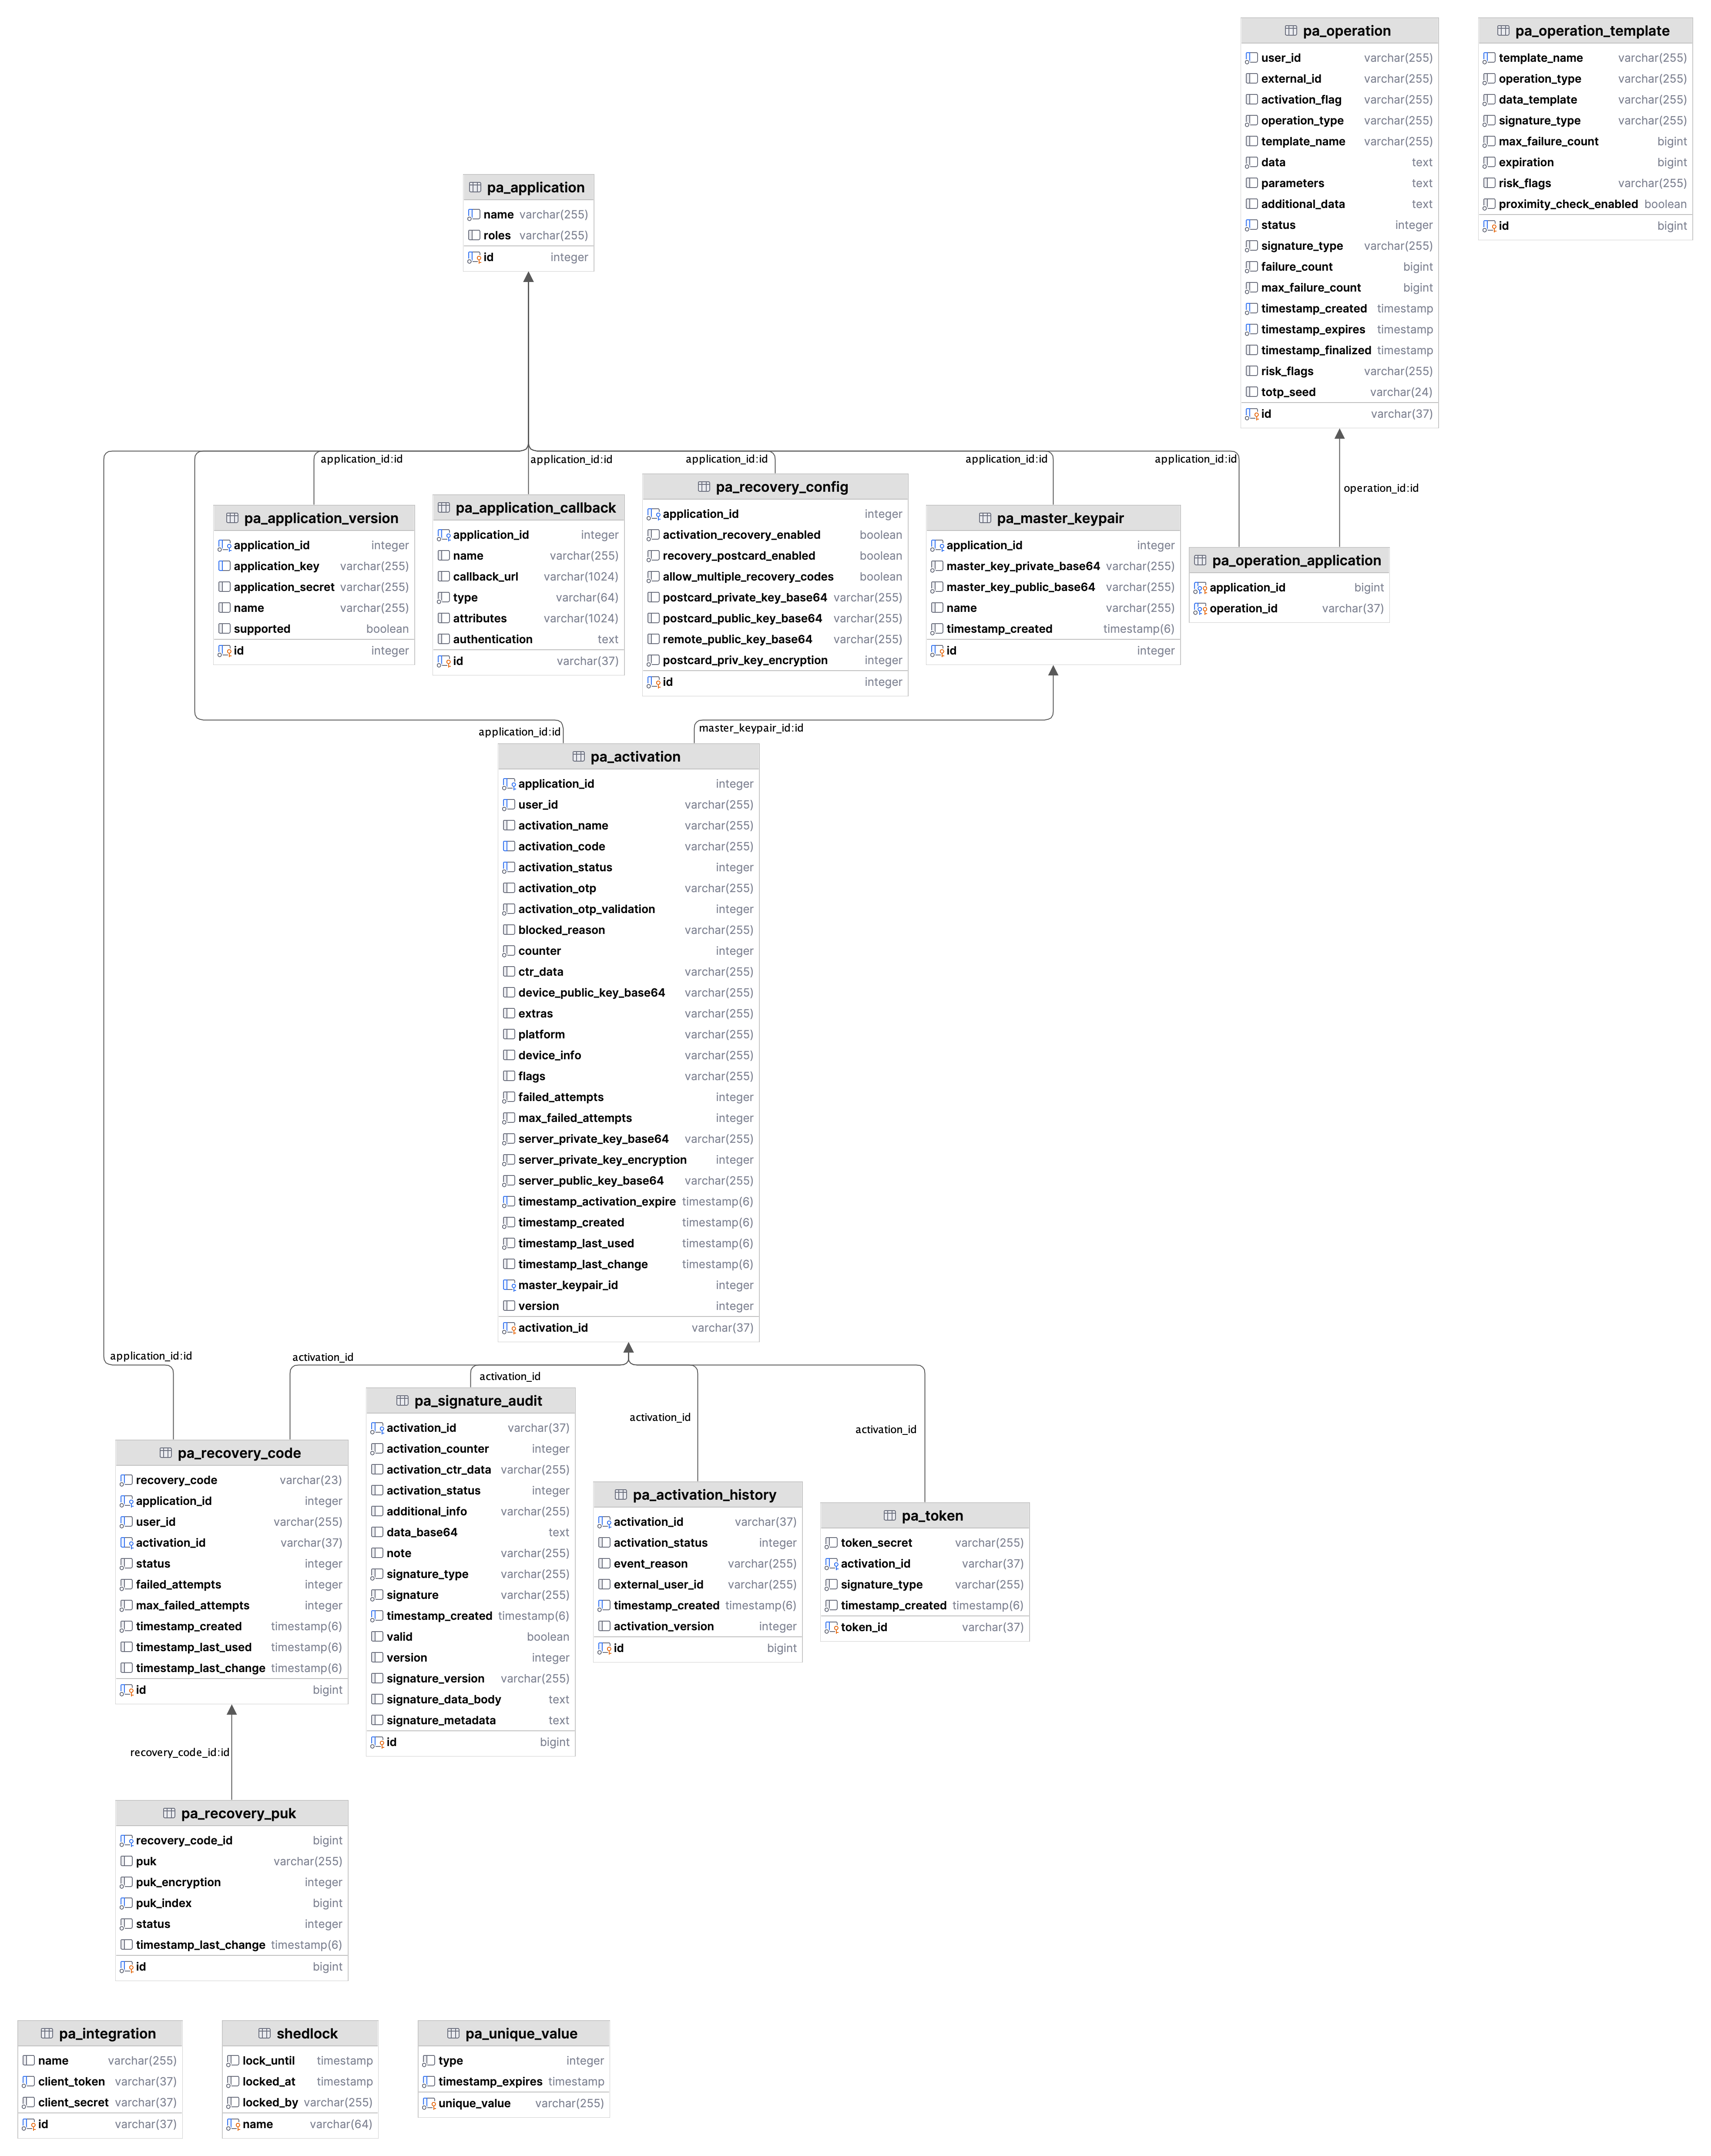 pa_operation
user_id varchar(255)
external_id varchar(255)
activation_flag varchar(255)
operation_type varchar(255)
template_name varchar(255)
data text
parameters text
additional_data text
status integer
signature_type varchar(255)
failure_count bigint
max_failure_count bigint
timestamp_created timestamp
timestamp_expires timestamp
timestamp_finalized timestamp
risk_flags varchar(255)
totp_seed varchar(24)
id varchar(37)
pa_operation_template
template_name varchar(255)
operation_type varchar(255)
data_template varchar(255)
signature_type varchar(255)
max_failure_count bigint
expiration bigint
risk_flags varchar(255)
proximity_check_enabled boolean
id bigint
pa_application
name varchar(255)
roles varchar(255)
id integer
application_id:id
application_id:id
application_id:id
application_id:id
application_id:id
operation_id:id
pa_application_version
application_id integer
application_key varchar(255)
application_secret varchar(255)
name varchar(255)
supported boolean
id integer
pa_application_callback
application_id integer
name varchar(255)
callback_url varchar(1024)
type varchar(64)
attributes varchar(1024)
authentication text
id varchar(37)
pa_recovery_config
application_id integer
activation_recovery_enabled boolean
recovery_postcard_enabled boolean
allow_multiple_recovery_codes boolean
postcard_private_key_base64 varchar(255)
postcard_public_key_base64 varchar(255)
remote_public_key_base64 varchar(255)
postcard_priv_key_encryption integer
id integer
pa_master_keypair
application_id integer
master_key_private_base64 varchar(255)
master_key_public_base64 varchar(255)
name varchar(255)
timestamp_created timestamp(6)
id integer
pa_operation_application
application_id bigint
operation_id varchar(37)
application_id:id
master_keypair_id:id
pa_activation
application_id integer
user_id varchar(255)
activation_name varchar(255)
activation_code varchar(255)
activation_status integer
activation_otp varchar(255)
activation_otp_validation integer
blocked_reason varchar(255)
counter integer
ctr_data varchar(255)
device_public_key_base64 varchar(255)
extras varchar(255)
platform varchar(255)
device_info varchar(255)
flags varchar(255)
failed_attempts integer
max_failed_attempts integer
server_private_key_base64 varchar(255)
server_private_key_encryption integer
server_public_key_base64 varchar(255)
timestamp_activation_expire timestamp(6)
timestamp_created timestamp(6)
timestamp_last_used timestamp(6)
timestamp_last_change timestamp(6)
master_keypair_id integer
version integer
activation_id varchar(37)
application_id:id
activation_id
activation_id
activation_id
activation_id
pa_recovery_code
recovery_code varchar(23)
application_id integer
user_id varchar(255)
activation_id varchar(37)
status integer
failed_attempts integer
max_failed_attempts integer
timestamp_created timestamp(6)
timestamp_last_used timestamp(6)
timestamp_last_change timestamp(6)
id bigint
pa_signature_audit
activation_id varchar(37)
activation_counter integer
activation_ctr_data varchar(255)
activation_status integer
additional_info varchar(255)
data_base64 text
note varchar(255)
signature_type varchar(255)
signature varchar(255)
timestamp_created timestamp(6)
valid boolean
version integer
signature_version varchar(255)
signature_data_body text
signature_metadata text
id bigint
pa_activation_history
activation_id varchar(37)
activation_status integer
event_reason varchar(255)
external_user_id varchar(255)
timestamp_created timestamp(6)
activation_version integer
id bigint
pa_token
token_secret varchar(255)
activation_id varchar(37)
signature_type varchar(255)
timestamp_created timestamp(6)
token_id varchar(37)
recovery_code_id:id
pa_recovery_puk
recovery_code_id bigint
puk varchar(255)
puk_encryption integer
puk_index bigint
status integer
timestamp_last_change timestamp(6)
id bigint
pa_integration
name varchar(255)
client_token varchar(37)
client_secret varchar(37)
id varchar(37)
shedlock
lock_until timestamp
locked_at timestamp
locked_by varchar(255)
name varchar(64)
pa_unique_value
type integer
timestamp_expires timestamp
unique_value varchar(255)